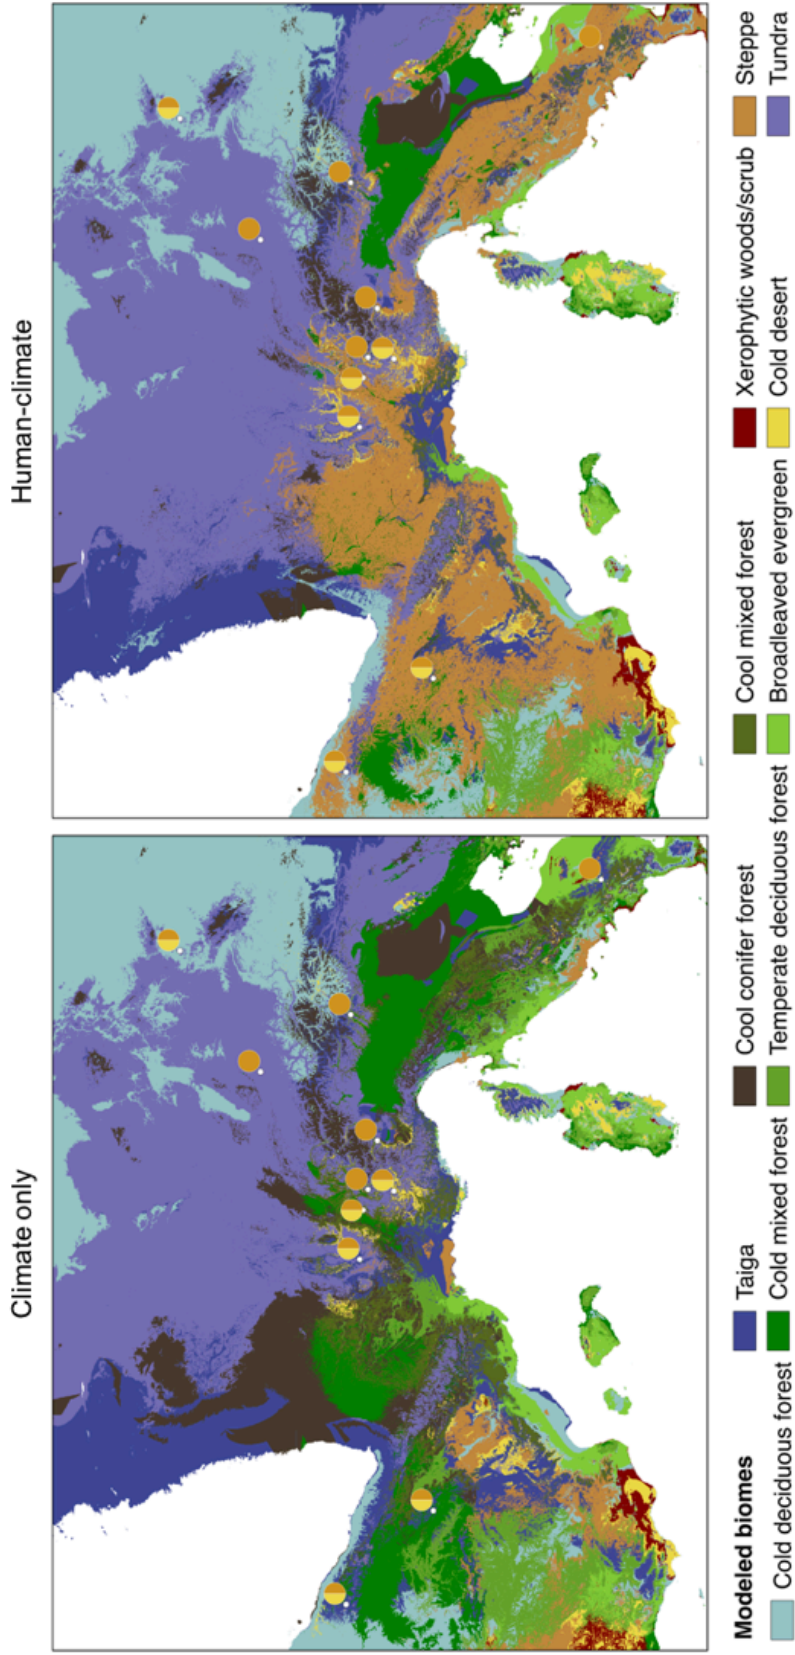 Climate only
Human-climate
Modeled biomes
Taiga
Cool conifer forest
Cool mixed forest
Xerophytic woods/scrub
Steppe
Cold deciduous forest
Cold mixed forest
Temperate deciduous forest
Broadleaved evergreen
Cold desert
Tundra